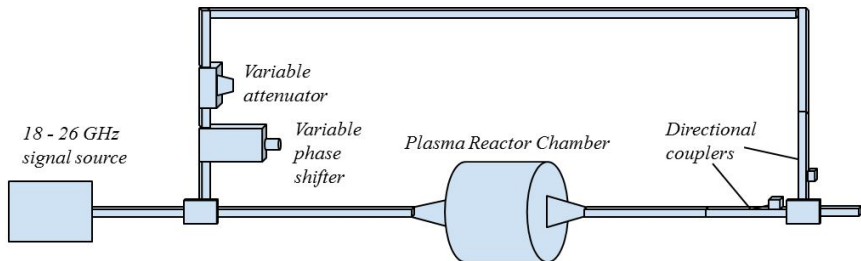 Variable
attenuator
18 - 26 GHz
signal source
Variable
phase
shifter
Plasma Reactor Chamber
Directional
couplers